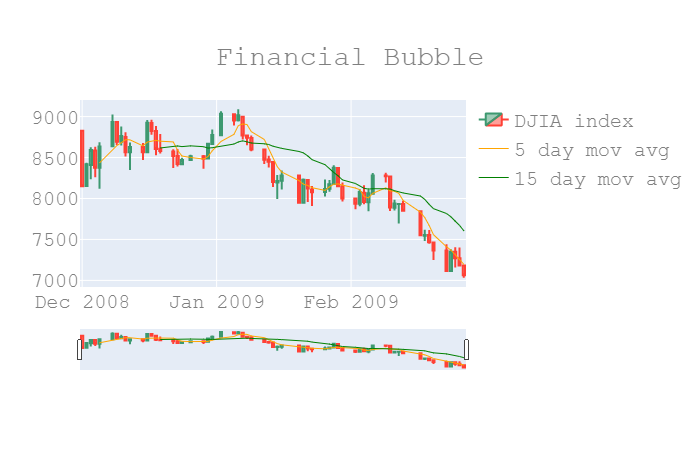 Financial Bubble
9000
8500
8000
7500
7000
Dec 2008
Jan 2009
Feb 2009
DJIA index
5 day mov avg
15 day mov avg